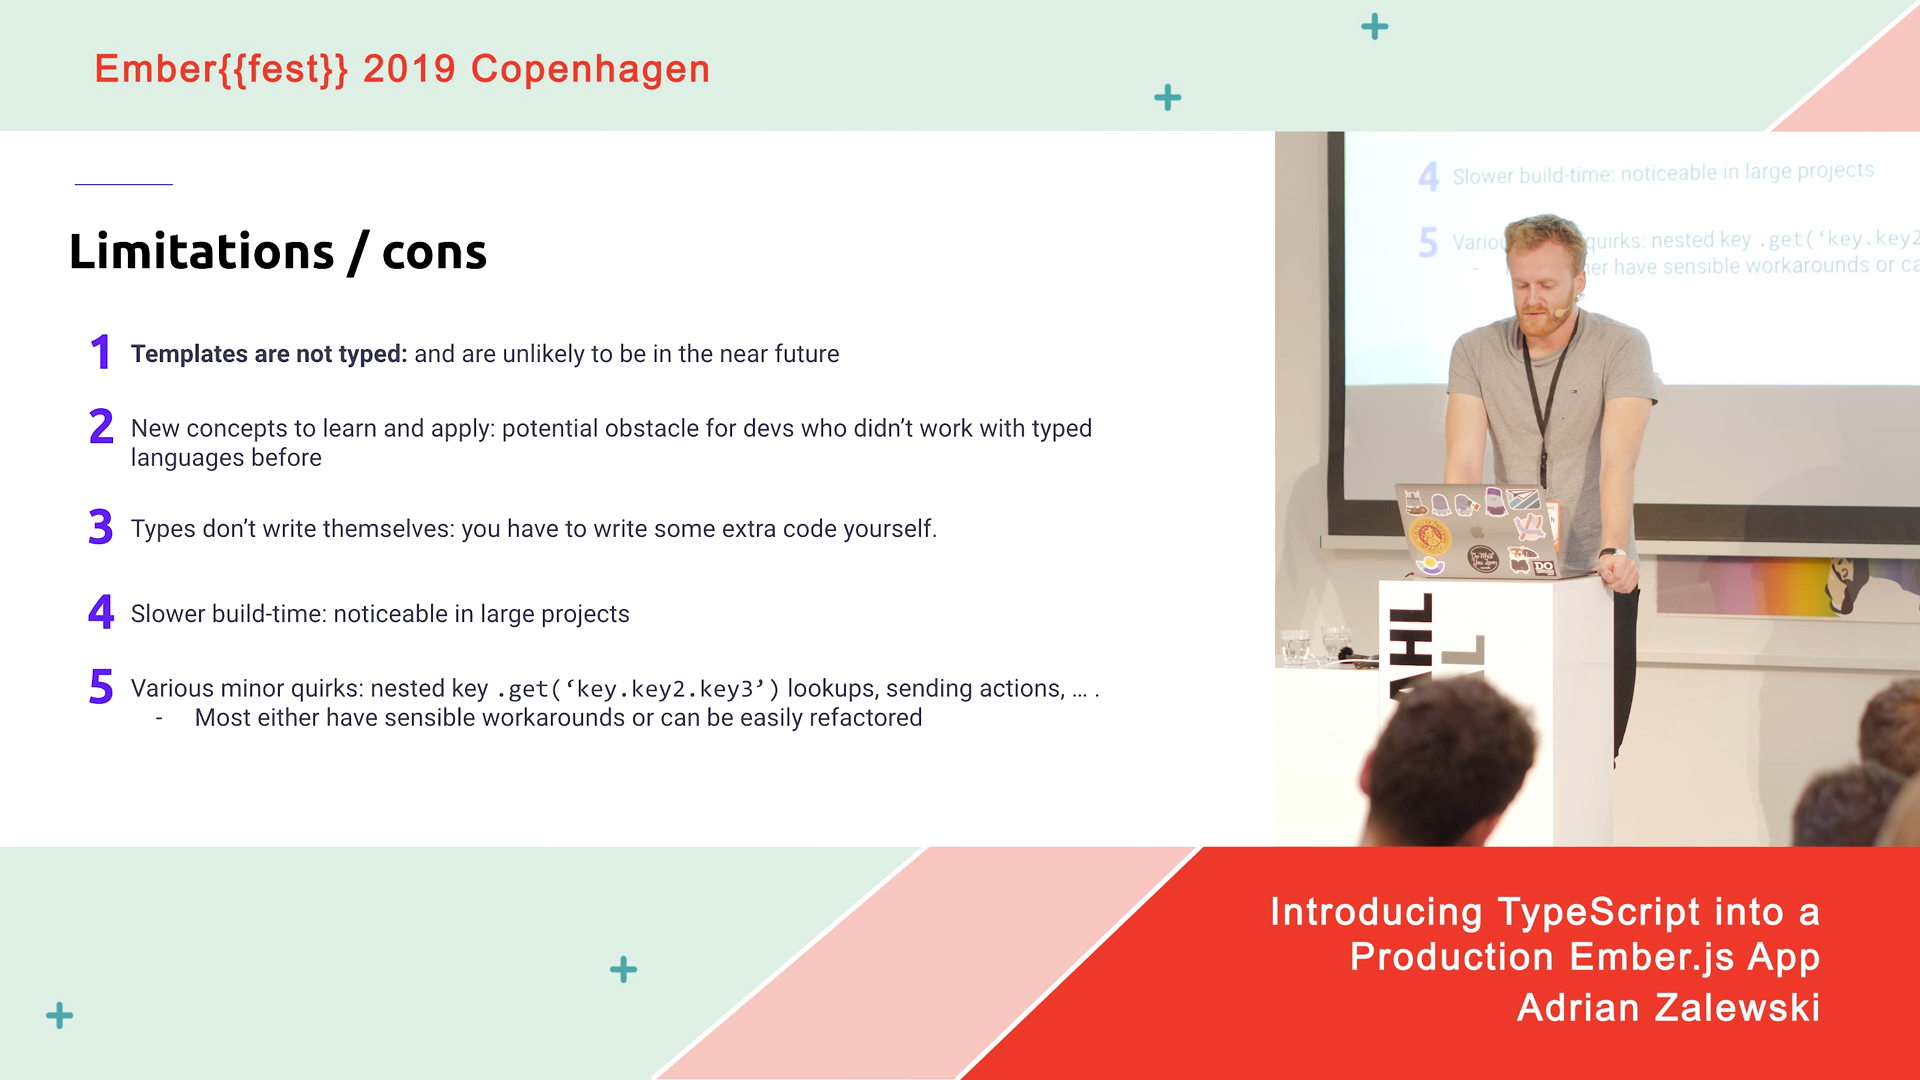 Ember{{fest}} 2019 Copenhagen
Limitations / cons
1 Templates are not typed: and are unlikely to be in the near future
2 New concepts to learn and apply: potential obstacle for devs who didn’t work with typed
languages before
3 Types don’t write themselves: you have to write some extra code yourself.
4 Slower build-time: noticeable in large projects
5 Various minor quirks: nested key .get(‘key.key2.key3’) lookups, sending actions, ... .
- Most either have sensible workarounds or can be easily refactored
4 Slower build-time: noticeable in large projects
5 quirks: nested key .get(‘key.key2
have sensible workarounds or
DO
AHL
Introducing TypeScript into a
Production Ember.js App
Adrian Zalewski